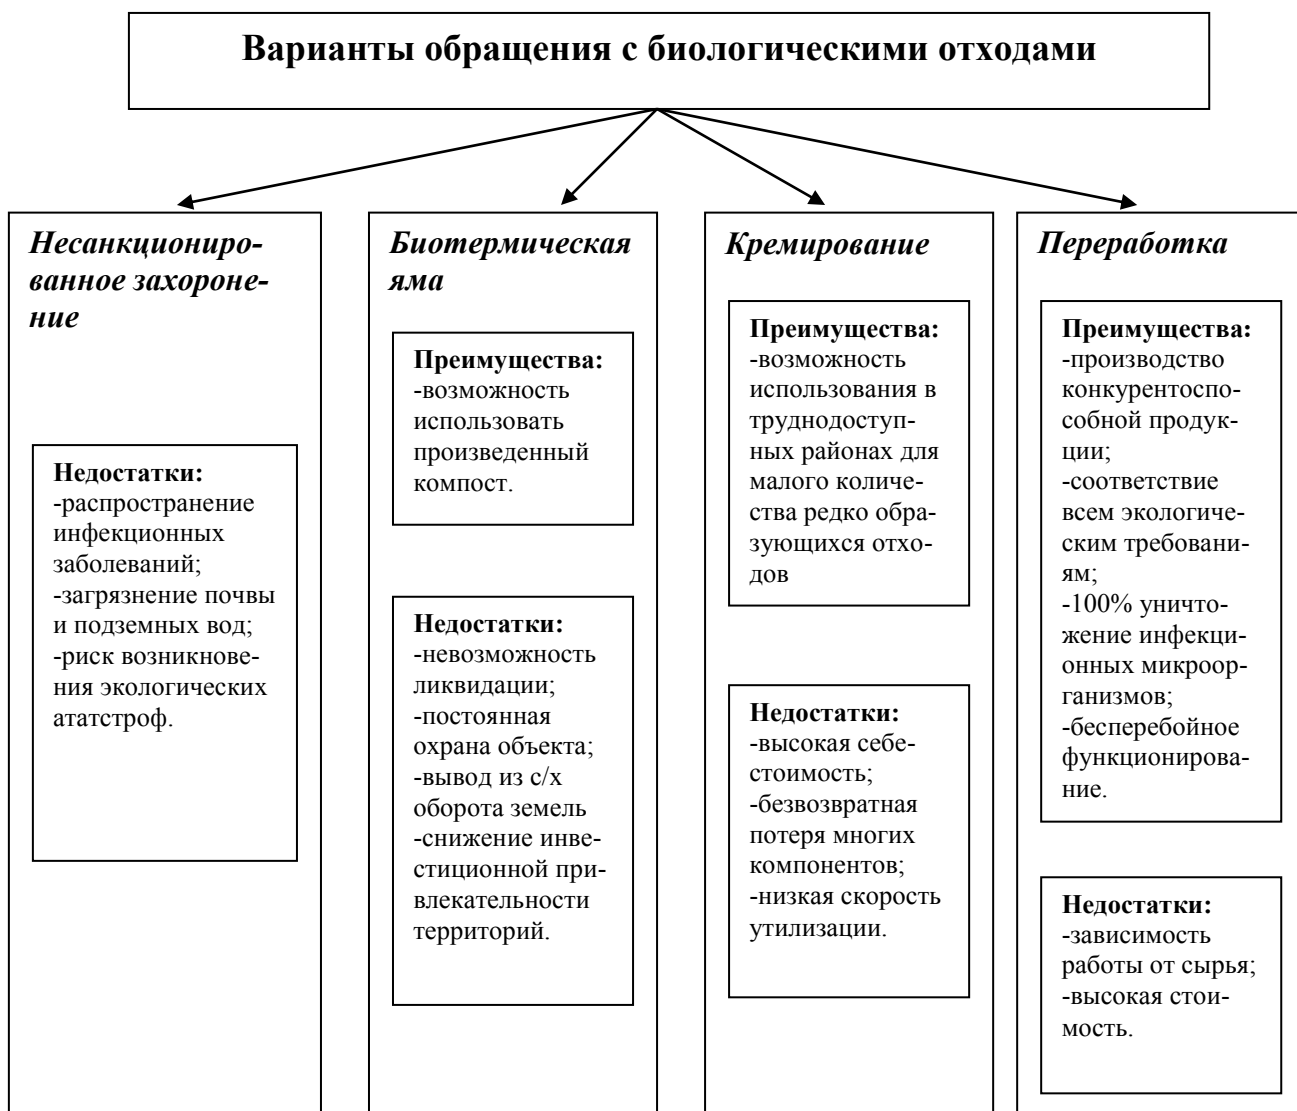 Варианты обращения с биологическими отходами
Несанкциониро-
ванное захороне-
ние
Недостатки:
-распространение
инфекционных
заболеваний;
-загрязнение почвы
и подземных вод;
-риск возникнове-
ния экологических
ататстроф.
Биотермическая
яма
Преимущества:
-возможность
использовать
произведенный
компост.
Недостатки:
-невозможность
ликвидации;
-постоянная
охрана объекта;
-вывод из с/х
оборота земель
-снижение инве-
стиционной при-
влекательности
территорий.
Кремирование
Преимущества:
-возможность
использования в
труднодоступ-
ных районах для
малого количе-
ства редко обра-
зующихся отхо-
дов
Недостатки:
-высокая себе-
стоимость;
-безвозвратная
потеря многих
компонентов;
-низкая скорость
утилизации.
Переработка
Преимущества:
-производство
конкурентоспо-
собной продук-
ции;
-соответствие
всем экологиче-
ским требовани-
ям;
-100% уничто-
жение инфекци-
онных микроор-
ганизмов;
-бесперебойное
функционирова-
ние.
Недостатки:
-зависимость
работы от сырья;
-высокая стои-
мость.